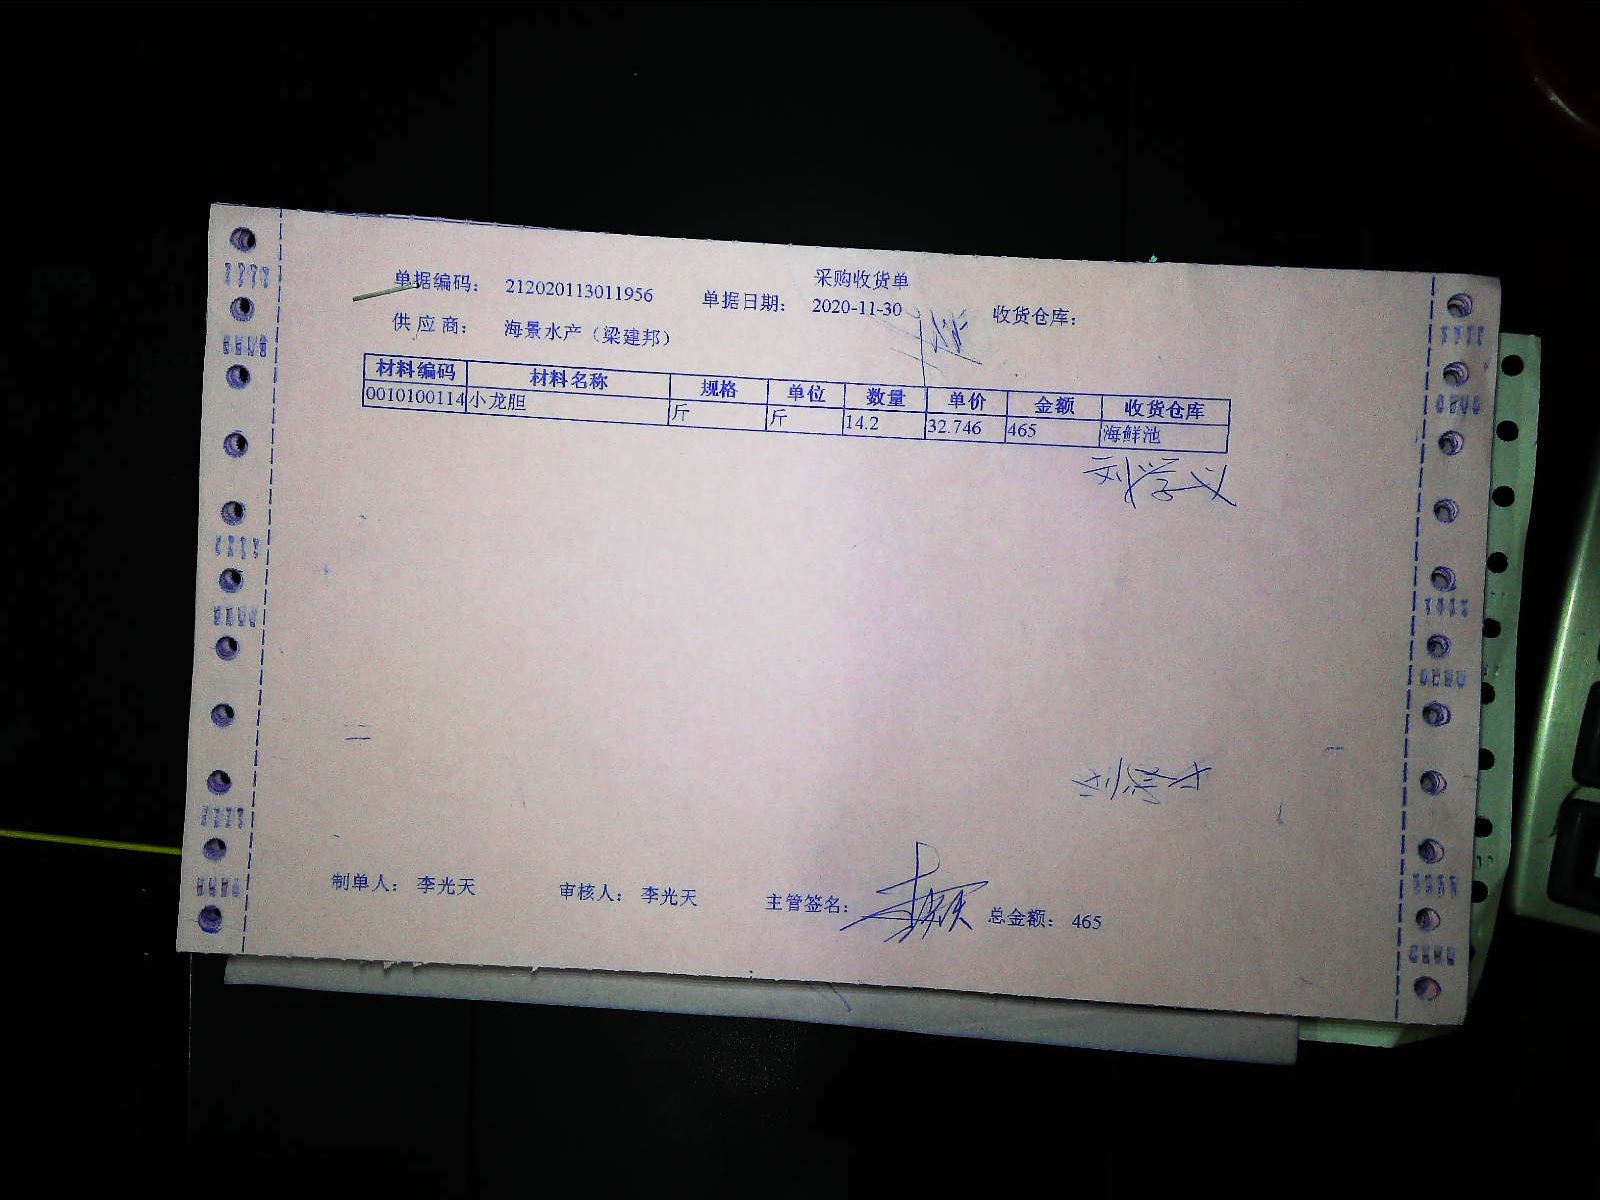 采购收货单
单据编码: 212020113011956 单据日期: 2020-11-30 收货仓库:
供应商: 海景水产（梁建邦）
材料编码 材料名称 规格 单位 数量 单价 金额 收货仓库
0010100114 小龙胆 斤 斤 14.2 32.746 465 海鲜池
刘学义
制单人: 李光天 审核人: 李光天 主管签名: 总金额: 465